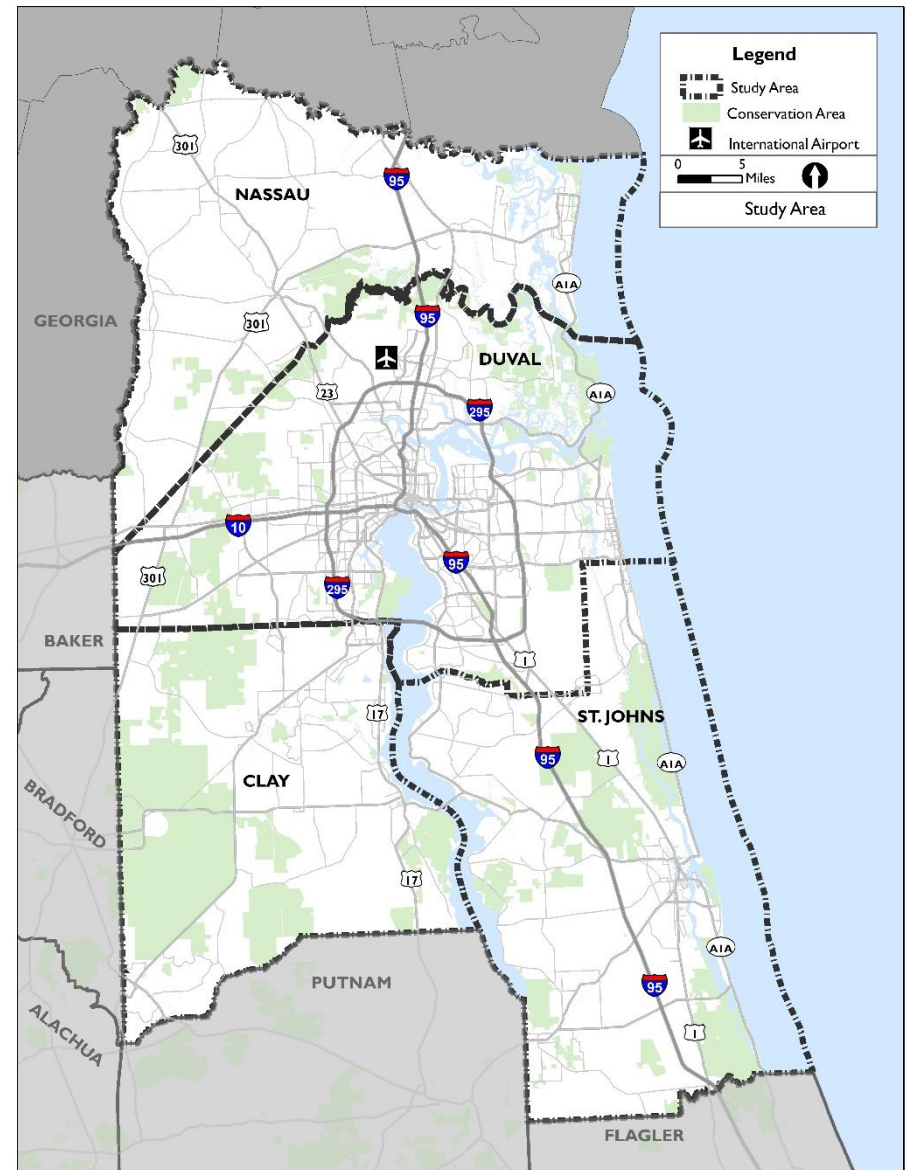 Legend
Study Area
Conservation Area
International Airport
0 5
Miles
Study Area
301
95
NASSAU
A1A
GEORGIA
301
95
DUVAL
23
A1A
295
10
95
301
295
BAKER
1
17
ST. JOHNS
95
1
A1A
CLAY
BRADFORD
17
A1A
PUTNAM
95
ALACHUA
1
FLAGLER